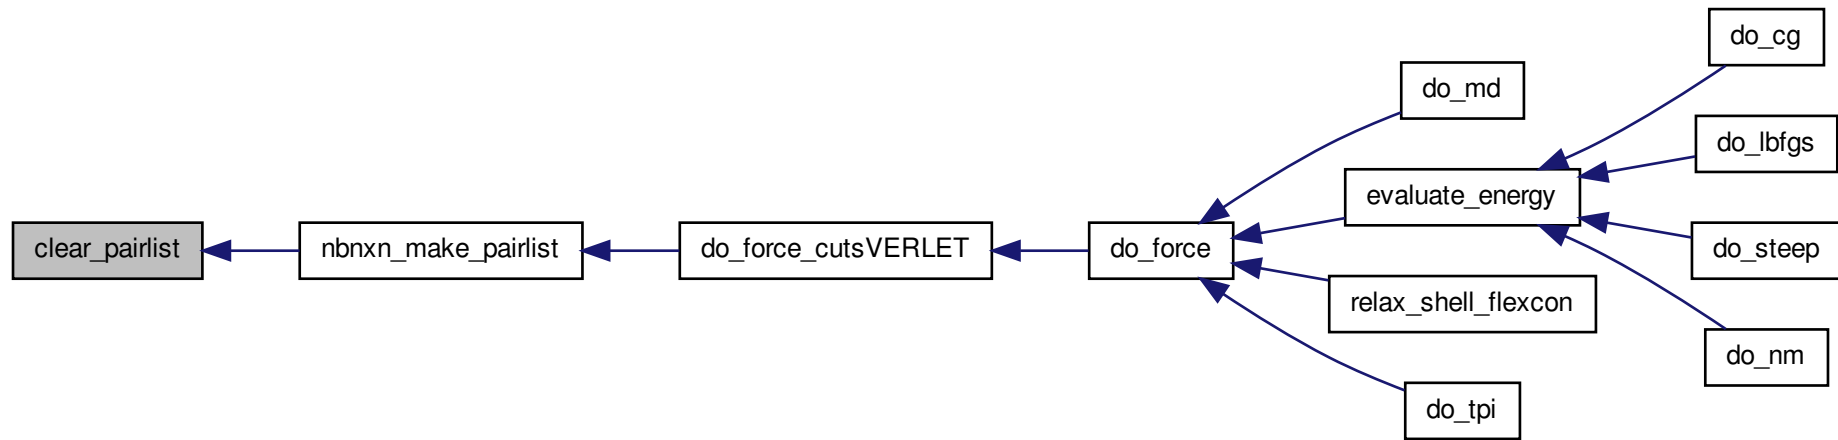 clear_pairlist
nbnxn_make_pairlist
do_force_cutsVERLET
do_force
do_md
evaluate_energy
relax_shell_flexcon
do_tpi
do_cg
do_lbfgs
do_steep
do_nm